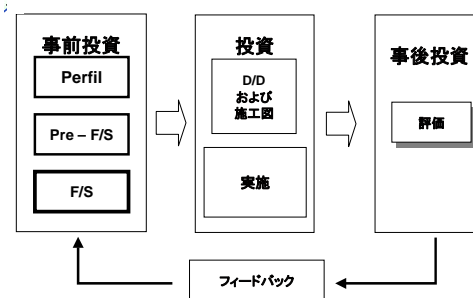 事前投資
Perfil
Pre – F/S
F/S
投資
D/D
および
施工図
実施
事後投資
評価
フィードバック